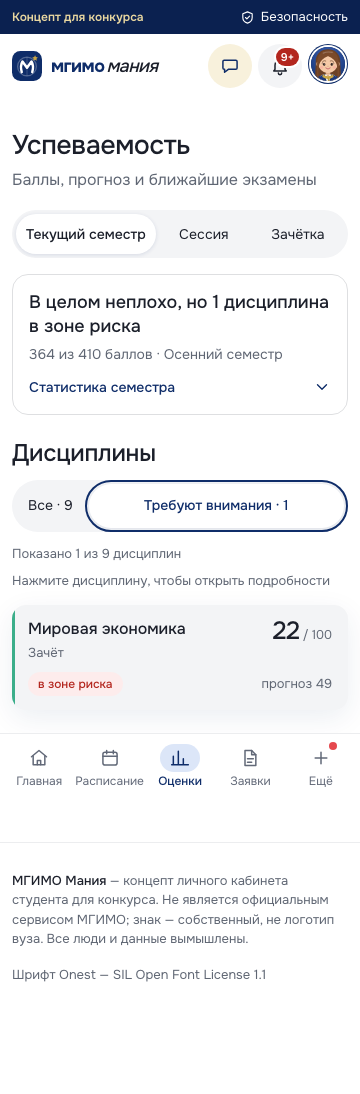 Концепт для конкурса
Безопасность
МГИМО мания
9+
Успеваемость
Баллы, прогноз и ближайшие экзамены
Текущий семестр
Сессия
Зачётка
В целом неплохо, но 1 дисциплина
в зоне риска
364 из 410 баллов · Осенний семестр
Статистика семестра
Дисциплины
Все · 9
Требуют внимания · 1
Показано 1 из 9 дисциплин
Нажмите дисциплину, чтобы открыть подробности
Мировая экономика
22 / 100
Зачёт
в зоне риска
прогноз 49
Главная
Расписание
Оценки
Заявки
Ещё
МГИМО Мания — концепт личного кабинета
студента для конкурса. Не является официальным
сервисом МГИМО; знак — собственный, не логотип
вуза. Все люди и данные вымышлены.
Шрифт Onest — SIL Open Font License 1.1